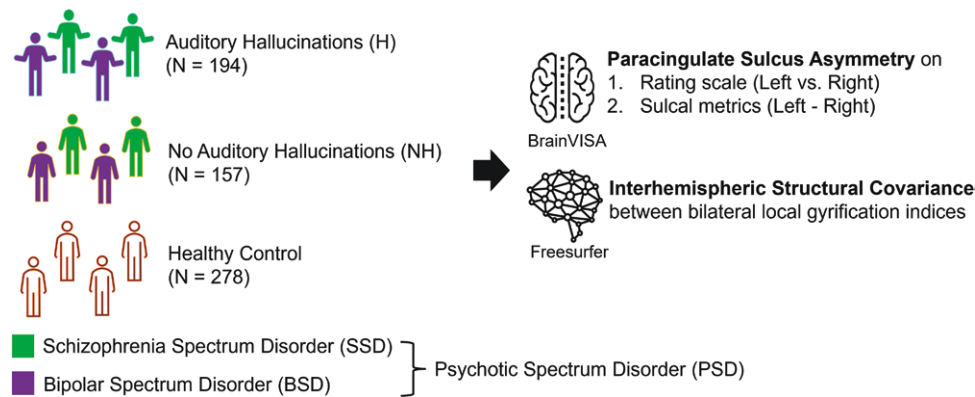 Auditory Hallucinations (H)
(N = 194)
No Auditory Hallucinations (NH)
(N = 157)
Healthy Control
(N = 278)
Schizophrenia Spectrum Disorder (SSD)
Bipolar Spectrum Disorder (BSD)
Psychotic Spectrum Disorder (PSD)
BrainVISA
Paracingulate Sulcus Asymmetry on
1. Rating scale (Left vs. Right)
2. Sulcal metrics (Left - Right)
Freesurfer
Interhemispheric Structural Covariance
between bilateral local gyrification indices